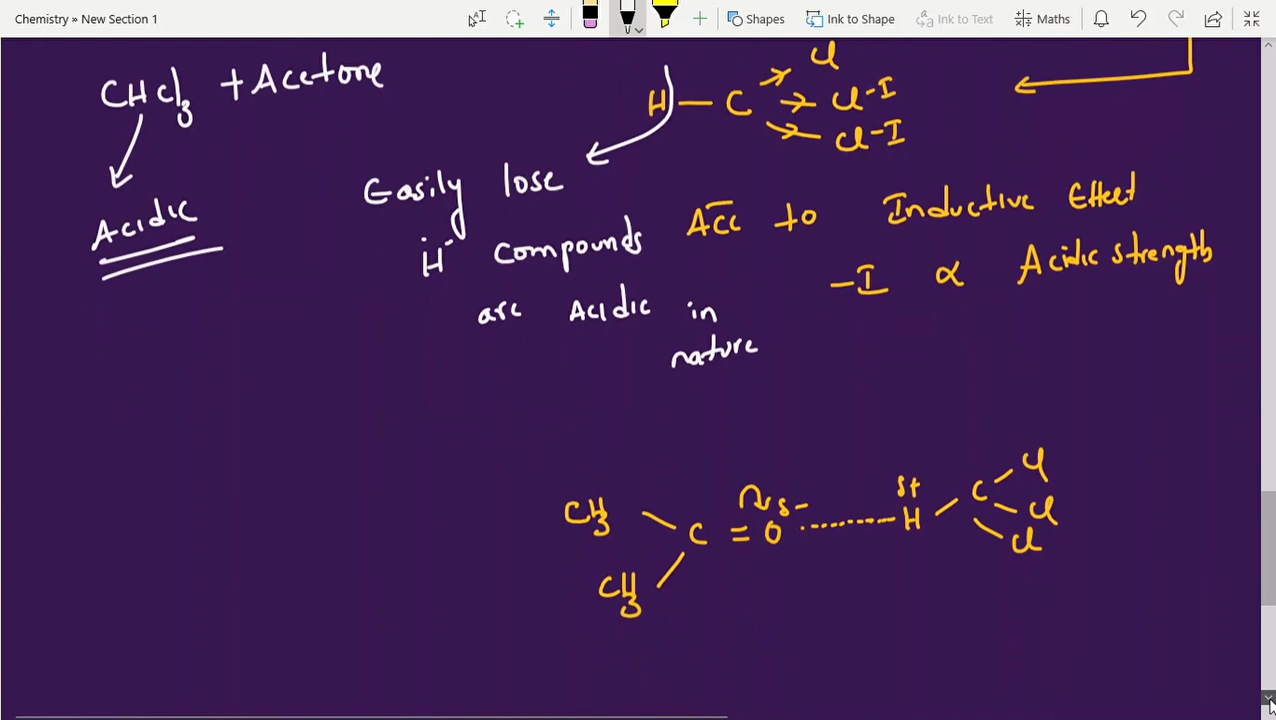 Chemistry » New Section 1
Shapes
Ink to Shape
Ink to Text
Maths
CHCl3 + Acetone
Acidic
Cl
H — C Cl-I
Cl-I
Easily lose
H compounds
are Acidic in
nature
Acc to Inductive Effect
-I ∝ Acidic strength
CH3 C = O δ- ........ H δ+ C Cl
Cl
Cl
CH3